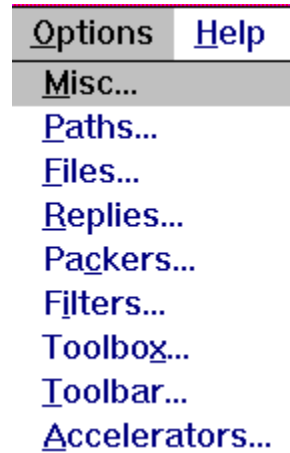 Options Help
Misc...
Paths...
Files...
Replies...
Packers...
Filters...
Toolbox...
Toolbar...
Accelerators...